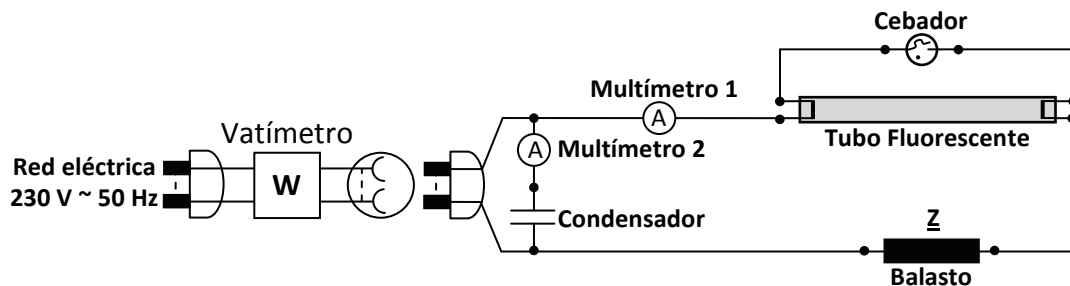 Cebador
Multímetro 1
A
Tubo Fluorescente
Vatímetro
A
Multímetro 2
Red eléctrica
230 V ~ 50 Hz
W
Condensador
Z
Balasto